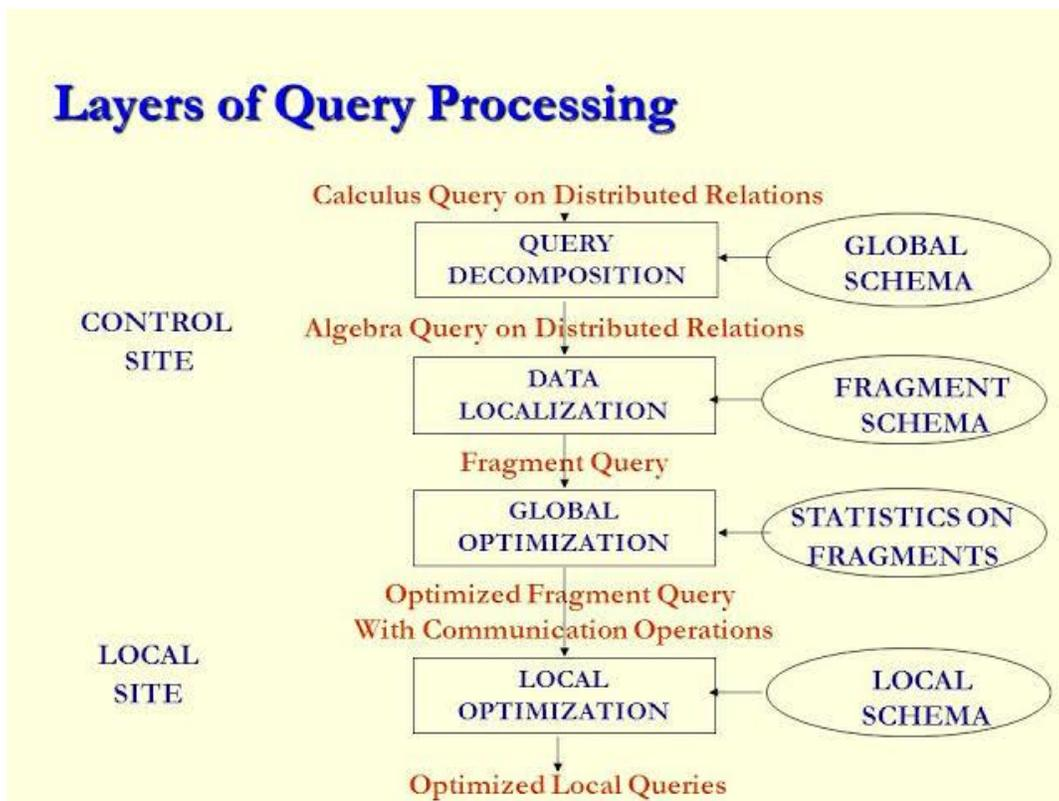 Layers of Query Processing
Calculus Query on Distributed Relations
QUERY
DECOMPOSITION
GLOBAL
SCHEMA
CONTROL
SITE
Algebra Query on Distributed Relations
DATA
LOCALIZATION
FRAGMENT
SCHEMA
Fragment Query
GLOBAL
OPTIMIZATION
STATISTICS ON
FRAGMENTS
Optimized Fragment Query
With Communication Operations
LOCAL
SITE
LOCAL
OPTIMIZATION
LOCAL
SCHEMA
Optimized Local Queries